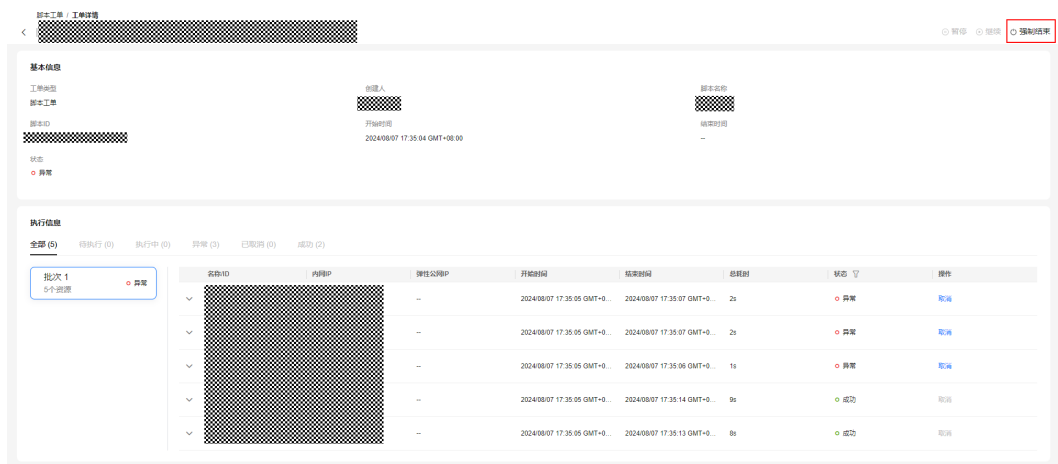 脚本工单 / 工单详情
暂停 继续 强制结束
基本信息
工单类型 创建人 脚本名称
脚本工单
脚本ID 开始时间 结束时间
2024/08/07 17:35:04 GMT+08:00 --
状态
异常
执行信息
全部 (5) 待执行 (0) 执行中 (0) 异常 (3) 已取消 (0) 成功 (2)
批次 1 异常
5个资源
名称/ID 内网IP 弹性公网IP 开始时间 结束时间 总耗时 状态 操作
-- 2024/08/07 17:35:05 GMT+0... 2024/08/07 17:35:07 GMT+0... 2s 异常 取消
-- 2024/08/07 17:35:05 GMT+0... 2024/08/07 17:35:07 GMT+0... 2s 异常 取消
-- 2024/08/07 17:35:05 GMT+0... 2024/08/07 17:35:06 GMT+0... 1s 异常 取消
-- 2024/08/07 17:35:05 GMT+0... 2024/08/07 17:35:14 GMT+0... 9s 成功 取消
-- 2024/08/07 17:35:05 GMT+0... 2024/08/07 17:35:13 GMT+0... 8s 成功 取消